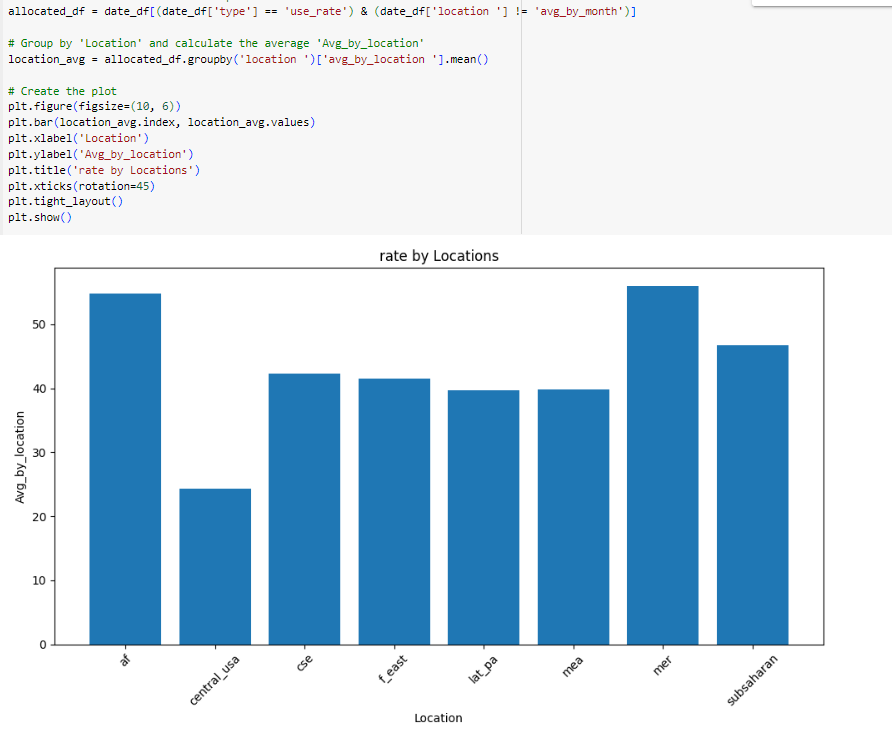 allocated_df = date_df[(date_df['type'] == 'use_rate') & (date_df['location '] != 'avg_by_month')]
# Group by 'Location' and calculate the average 'Avg_by_location'
location_avg = allocated_df.groupby('location ')['avg_by_location '].mean()
# Create the plot
plt.figure(figsize=(10, 6))
plt.bar(location_avg.index, location_avg.values)
plt.xlabel('Location')
plt.ylabel('Avg_by_location')
plt.title('rate by Locations')
plt.xticks(rotation=45)
plt.tight_layout()
plt.show()
rate by Locations
Avg_by_location
50
40
30
20
10
0
af
central_usa
cse
f_east
lat_pa
mea
mer
subsaharan
Location